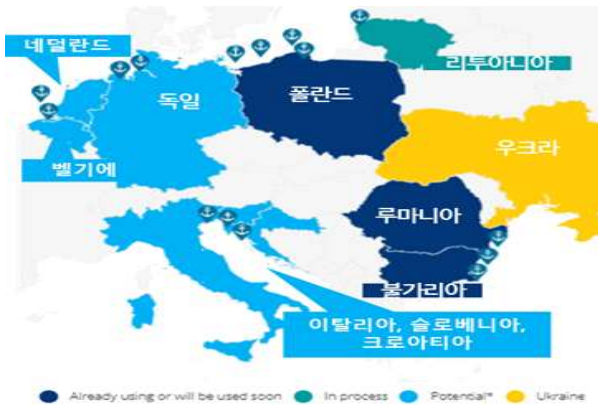 네덜란드
리투아니아
독일
폴란드
우크라
벨기에
루마니아
불가리아
이탈리아, 슬로베니아,
크로아티아
Already using or will be used soon
In process
Potential*
Ukraine